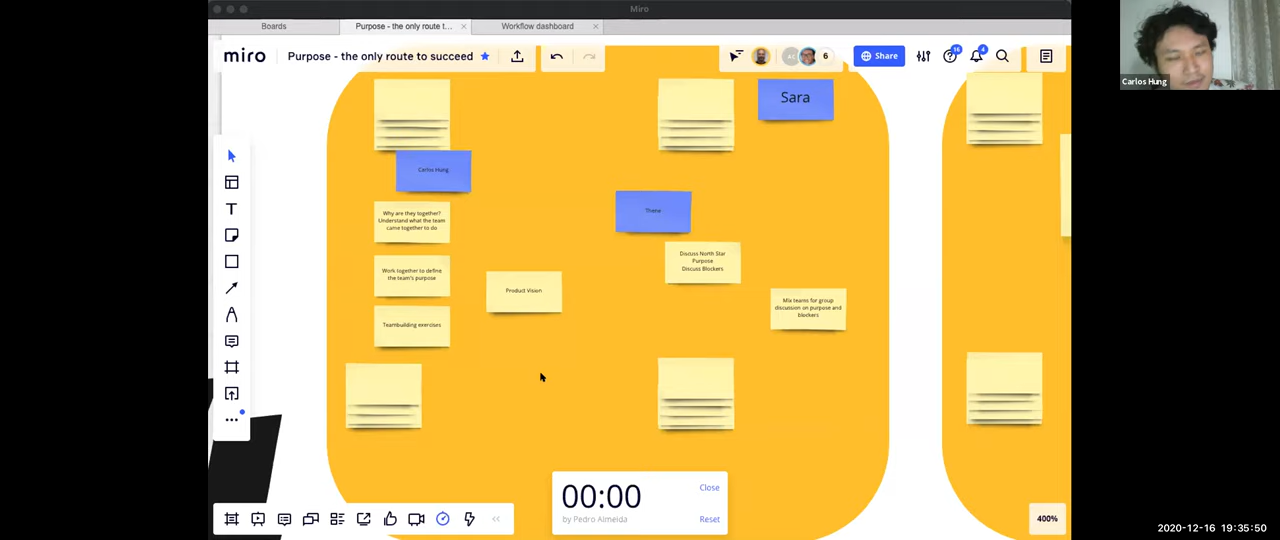 Miro
Boards
Purpose - the only route t...
Workflow dashboard
miro
Purpose - the only route to succeed
AC
6
Share
16
4
Sara
Carlos Hung
Why are they together?
Understand what the team
came together to do
Work together to define
the team's purpose
Teambuilding exercises
Product Vision
Discuss North Star
Purpose
Discuss Blockers
Mix teams for group
discussion on purpose and
blockers
00:00
by Pedro Almeida
Close
Reset
400%
Carlos Hung
2020-12-16 19:35:50